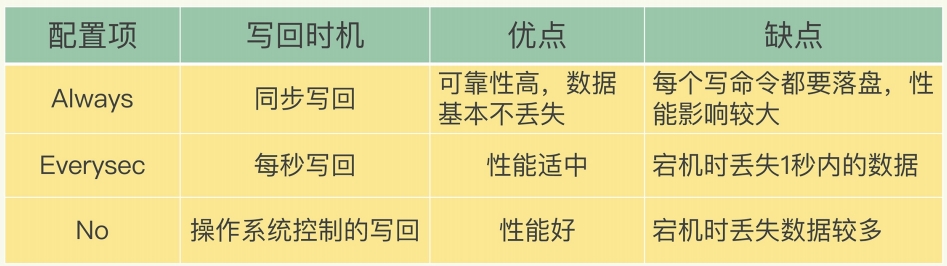 配置项 写回时机 优点 缺点
Always 同步写回 可靠性高，数据基本不丢失 每个写命令都要落盘，性能影响较大
Everysec 每秒写回 性能适中 宕机时丢失1秒内的数据
No 操作系统控制的写回 性能好 宕机时丢失数据较多